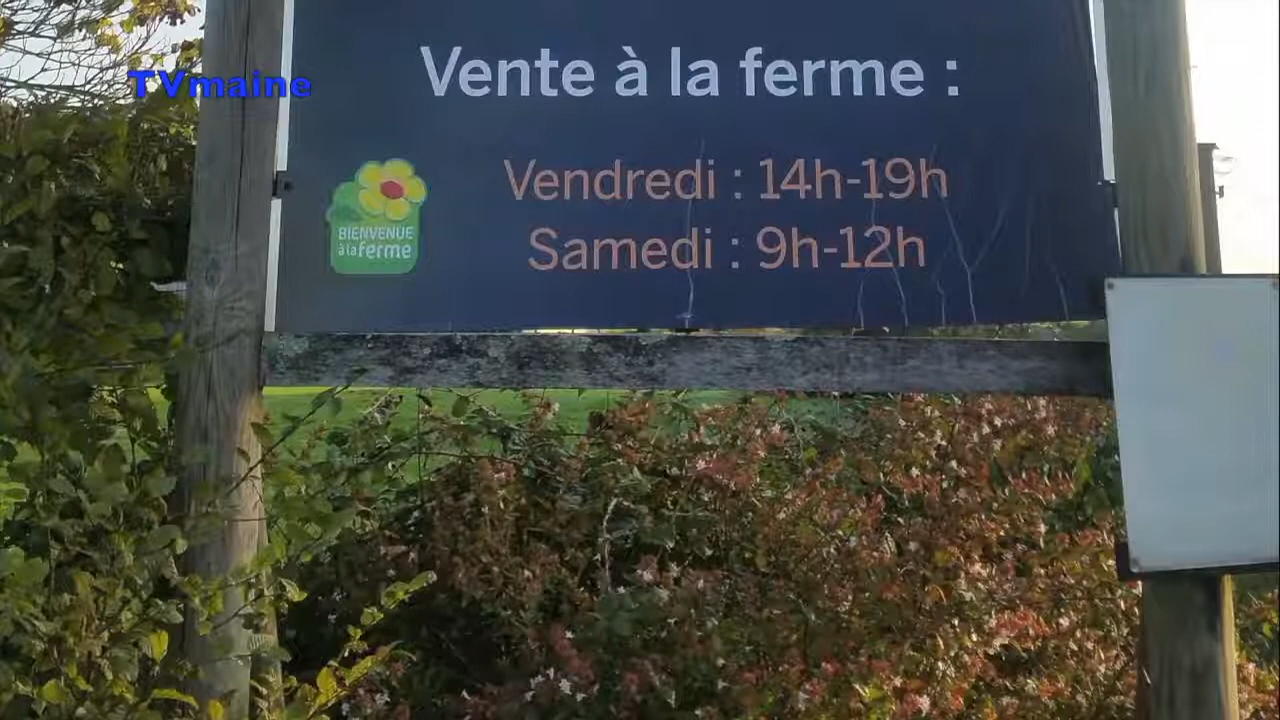 TVmaine
Vente à la ferme :
Vendredi : 14h-19h
Samedi : 9h-12h
BIENVENUE
à la ferme